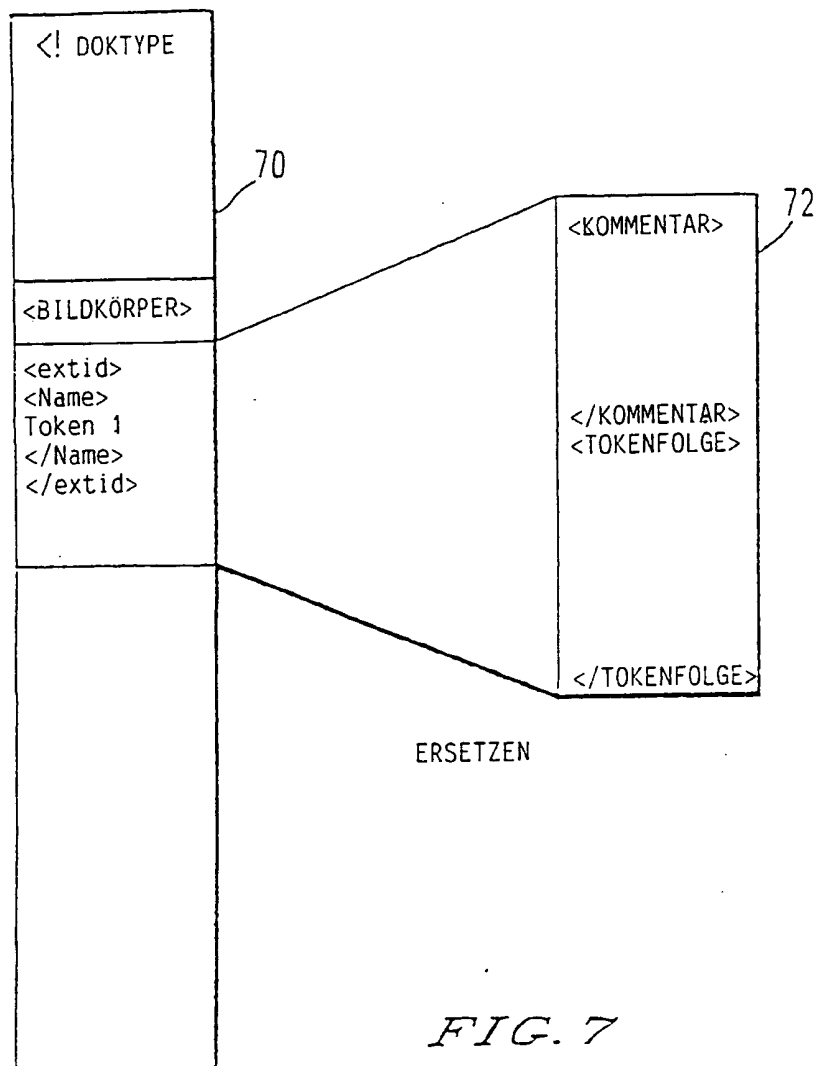 <! DOKTYPE
70
<BILDKÖRPER>
<extid>
<Name>
Token 1
</Name>
</extid>
72
<KOMMENTAR>
</KOMMENTAR>
<TOKENFOLGE>
</TOKENFOLGE>
ERSETZEN
FIG. 7